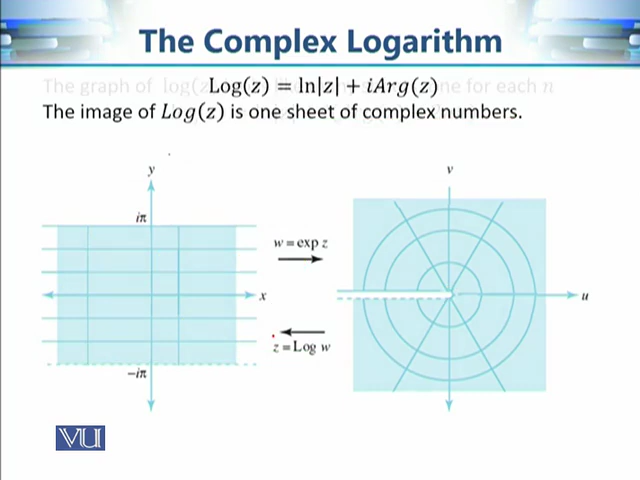 The Complex Logarithm
The graph of log(z) ne for each n
Log(z) = ln|z| + iArg(z)
The image of Log(z) is one sheet of complex numbers.
y
v
iπ
w = exp z
x
u
z = Log w
−iπ
VU